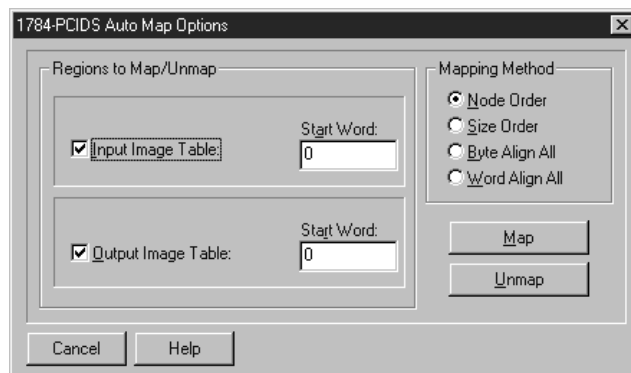 1784-PCIDS Auto Map Options
Regions to Map/Unmap
Input Image Table:
Start Word:
0
Output Image Table:
Start Word:
0
Mapping Method
Node Order
Size Order
Byte Align All
Word Align All
Map
Unmap
Cancel
Help